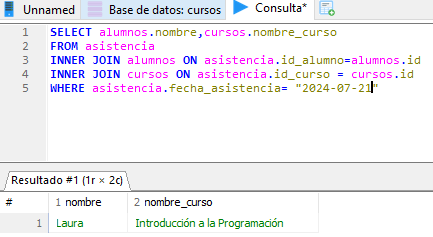 Unnamed Base de datos: cursos Consulta*
1 SELECT alumnos.nombre,cursos.nombre_curso
2 FROM asistencia
3 INNER JOIN alumnos ON asistencia.id_alumno=alumnos.id
4 INNER JOIN cursos ON asistencia.id_curso = cursos.id
5 WHERE asistencia.fecha_asistencia= "2024-07-21"
Resultado #1 (1r × 2c)
# 1 nombre 2 nombre_curso
1 Laura Introducción a la Programación